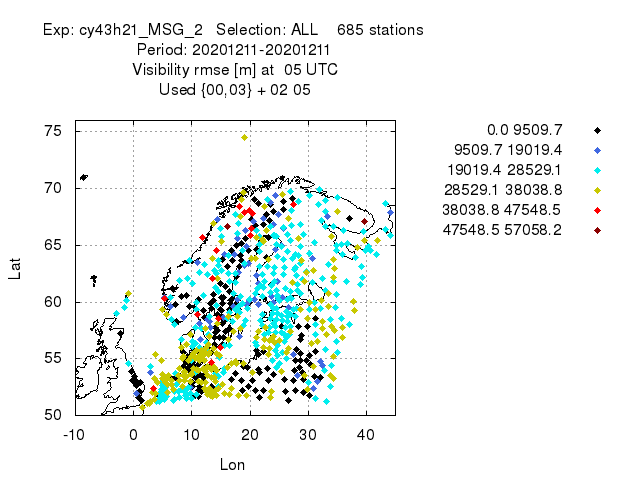 Exp: cy43h21_MSG_2 Selection: ALL 685 stations
Period: 20201211-20201211
Visibility rmse [m] at 05 UTC
Used {00,03} + 02 05
0.0 9509.7
9509.7 19019.4
19019.4 28529.1
28529.1 38038.8
38038.8 47548.5
47548.5 57058.2
75
70
65
60
55
50
Lat
-10 0 10 20 30 40
Lon